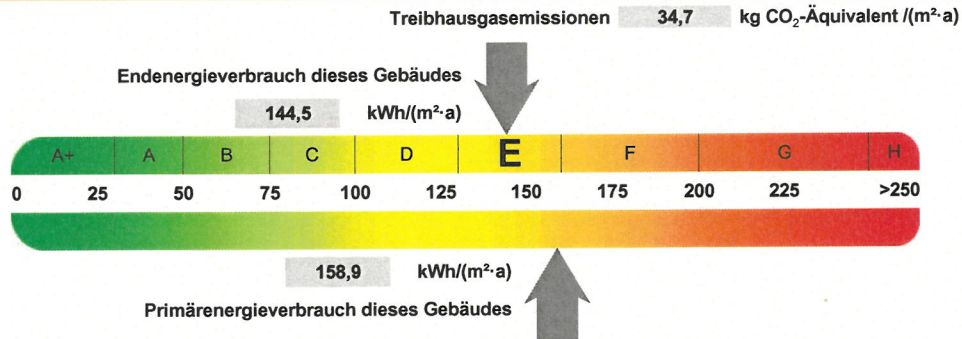 Treibhausgasemissionen 34,7 kg CO₂-Äquivalent /(m²·a)
Endenergieverbrauch dieses Gebäudes
144,5 kWh/(m²·a)
A+ A B C D E F G H
0 25 50 75 100 125 150 175 200 225 >250
158,9 kWh/(m²·a)
Primärenergieverbrauch dieses Gebäudes